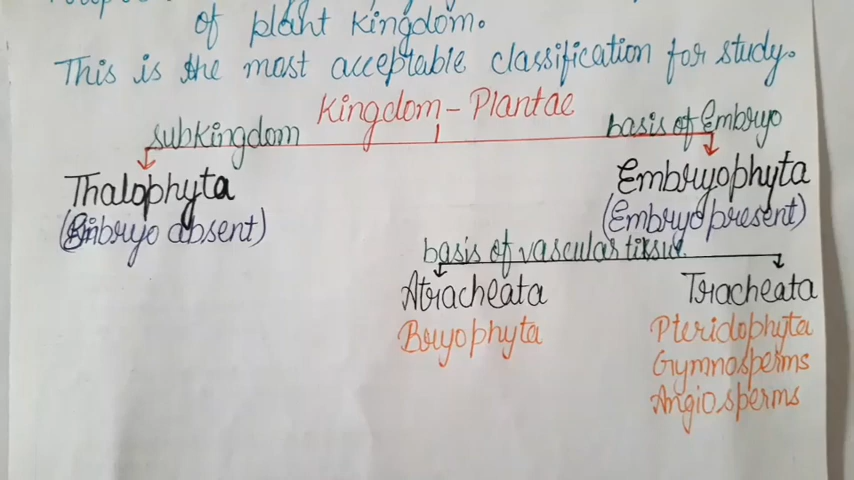 of plant kingdom.
This is the most acceptable classification for study.
Kingdom - Plantae
subkingdom
basis of Embryo
Thalophyta
Embryophyta
(Embryo absent)
(Embryo present)
basis of vascular tissue.
Atracheata
Tracheata
Bryophyta
Pteridophyta
Gymnosperms
Angiosperms